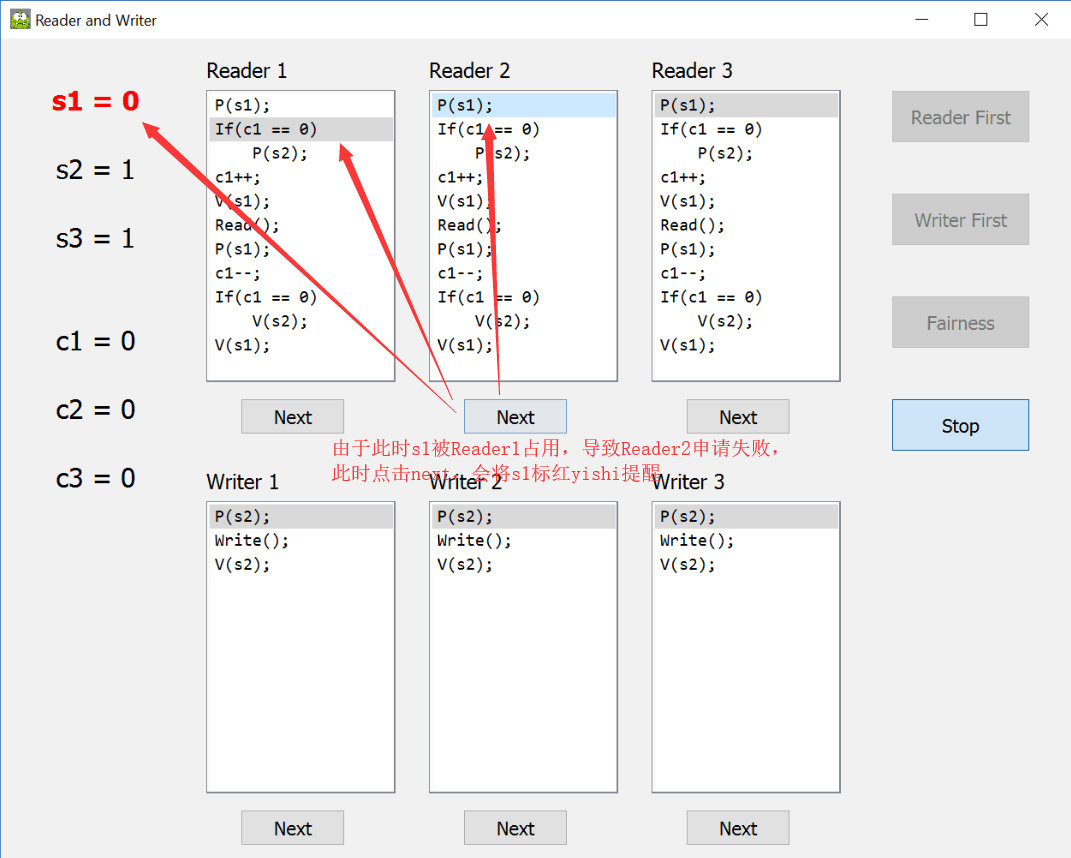 Reader and Writer
s1 = 0
s2 = 1
s3 = 1
c1 = 0
c2 = 0
c3 = 0
Reader 1
P(s1);
If(c1 == 0)
P(s2);
c1++;
V(s1);
Read();
P(s1);
c1--;
If(c1 == 0)
V(s2);
V(s1);
Next
Reader 2
P(s1);
If(c1 == 0)
P(s2);
c1++;
V(s1);
Read();
P(s1);
c1--;
If(c1 == 0)
V(s2);
V(s1);
Next
Reader 3
P(s1);
If(c1 == 0)
P(s2);
c1++;
V(s1);
Read();
P(s1);
c1--;
If(c1 == 0)
V(s2);
V(s1);
Next
Reader First
Writer First
Fairness
Stop
由于此时s1被Reader1占用，导致Reader2申请失败，
此时点击next，会将s1标红yishi提醒
Writer 1
P(s2);
Write();
V(s2);
Next
Writer 2
P(s2);
Write();
V(s2);
Next
Writer 3
P(s2);
Write();
V(s2);
Next